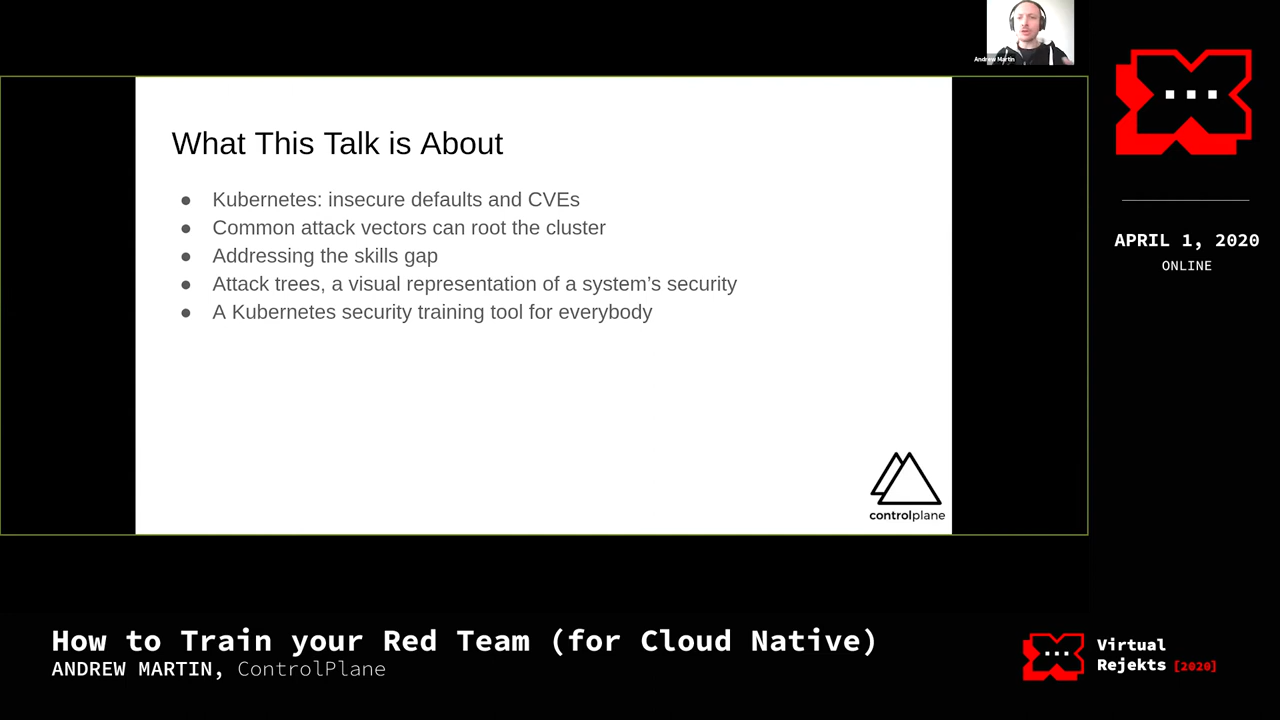 Andrew Martin
What This Talk is About
● Kubernetes: insecure defaults and CVEs
● Common attack vectors can root the cluster
● Addressing the skills gap
● Attack trees, a visual representation of a system’s security
● A Kubernetes security training tool for everybody
controlplane
APRIL 1, 2020
ONLINE
How to Train your Red Team (for Cloud Native)
ANDREW MARTIN, ControlPlane
Virtual
Rejekts [2020]